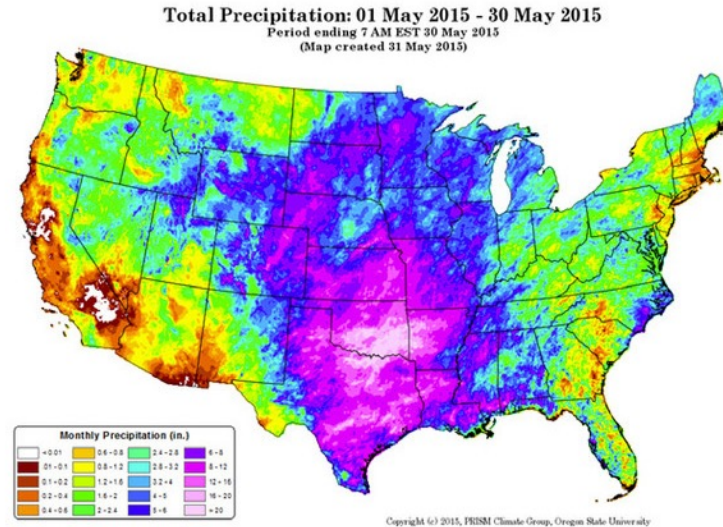 Total Precipitation: 01 May 2015 - 30 May 2015
Period ending 7 AM EST 30 May 2015
(Map created 31 May 2015)
Monthly Precipitation (in.)
< 0.01
.01 - 0.1
0.1 - 0.2
0.2 - 0.4
0.4 - 0.6
0.6 - 0.8
0.8 - 1.2
1.2 - 1.6
1.6 - 2
2 - 2.4
2.4 - 2.8
2.8 - 3.2
3.2 - 4
4 - 5
5 - 6
6 - 8
8 - 12
12 - 16
16 - 20
> 20
Copyright (c) 2015, PRISM Climate Group, Oregon State University